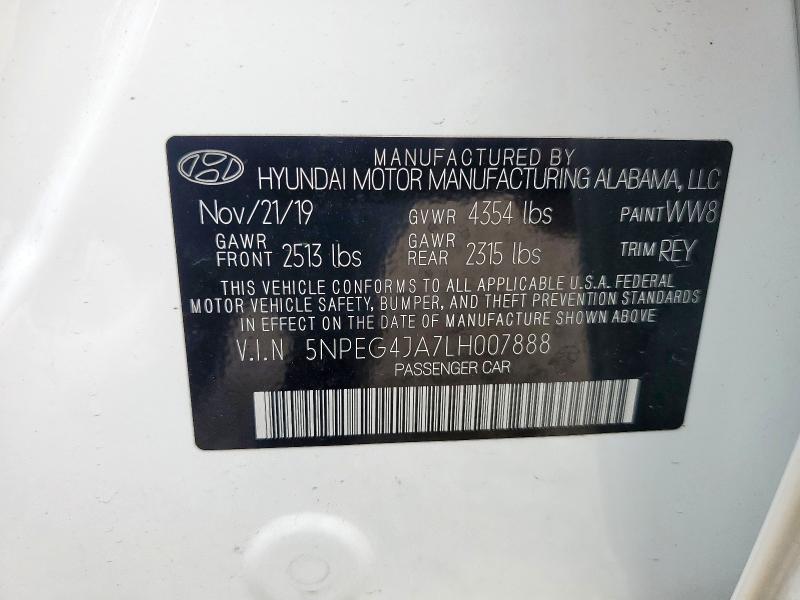 MANUFACTURED BY
HYUNDAI MOTOR MANUFACTURING ALABAMA, LLC
Nov/21/19 GVWR 4354 lbs PAINT WW8
GAWR FRONT 2513 lbs GAWR REAR 2315 lbs TRIM REY
THIS VEHICLE CONFORMS TO ALL APPLICABLE U.S.A. FEDERAL
MOTOR VEHICLE SAFETY, BUMPER, AND THEFT PREVENTION STANDARDS
IN EFFECT ON THE DATE OF MANUFACTURE SHOWN ABOVE
V.I.N 5NPEG4JA7LH007888
PASSENGER CAR